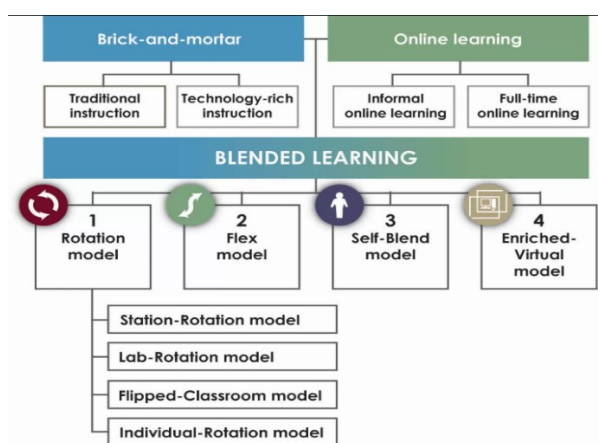 Brick-and-mortar
Online learning
Traditional
instruction
Technology-rich
instruction
Informal
online learning
Full-time
online learning
BLENDED LEARNING
1
Rotation
model
2
Flex
model
3
Self-Blend
model
4
Enriched-
Virtual
model
Station-Rotation model
Lab-Rotation model
Flipped-Classroom model
Individual-Rotation model